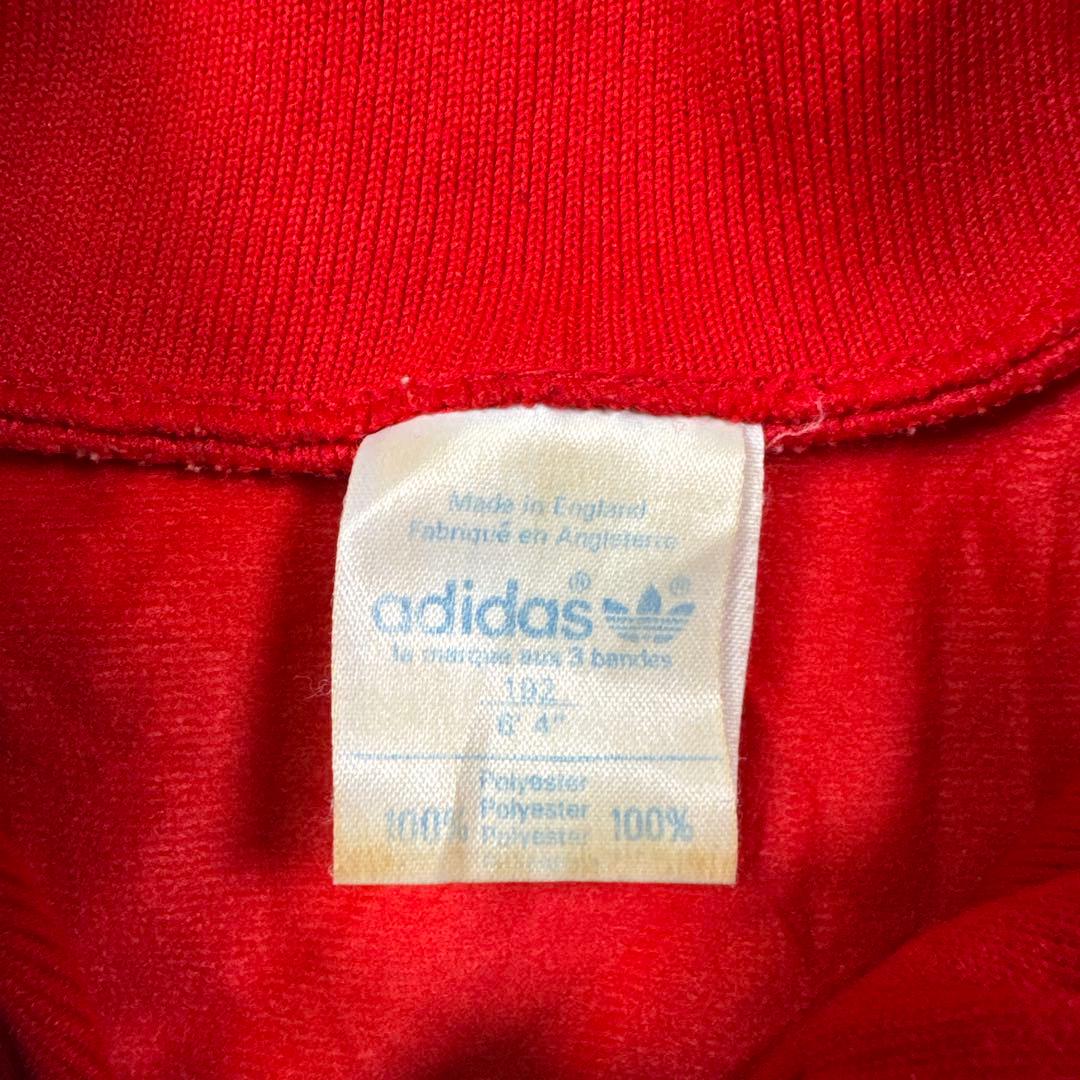 Made in England
Fabriqué en Angleterre
adidas® ®
la marque aux 3 bandes
192
6' 4"
Polyester
100% Polyester 100%
Polyester